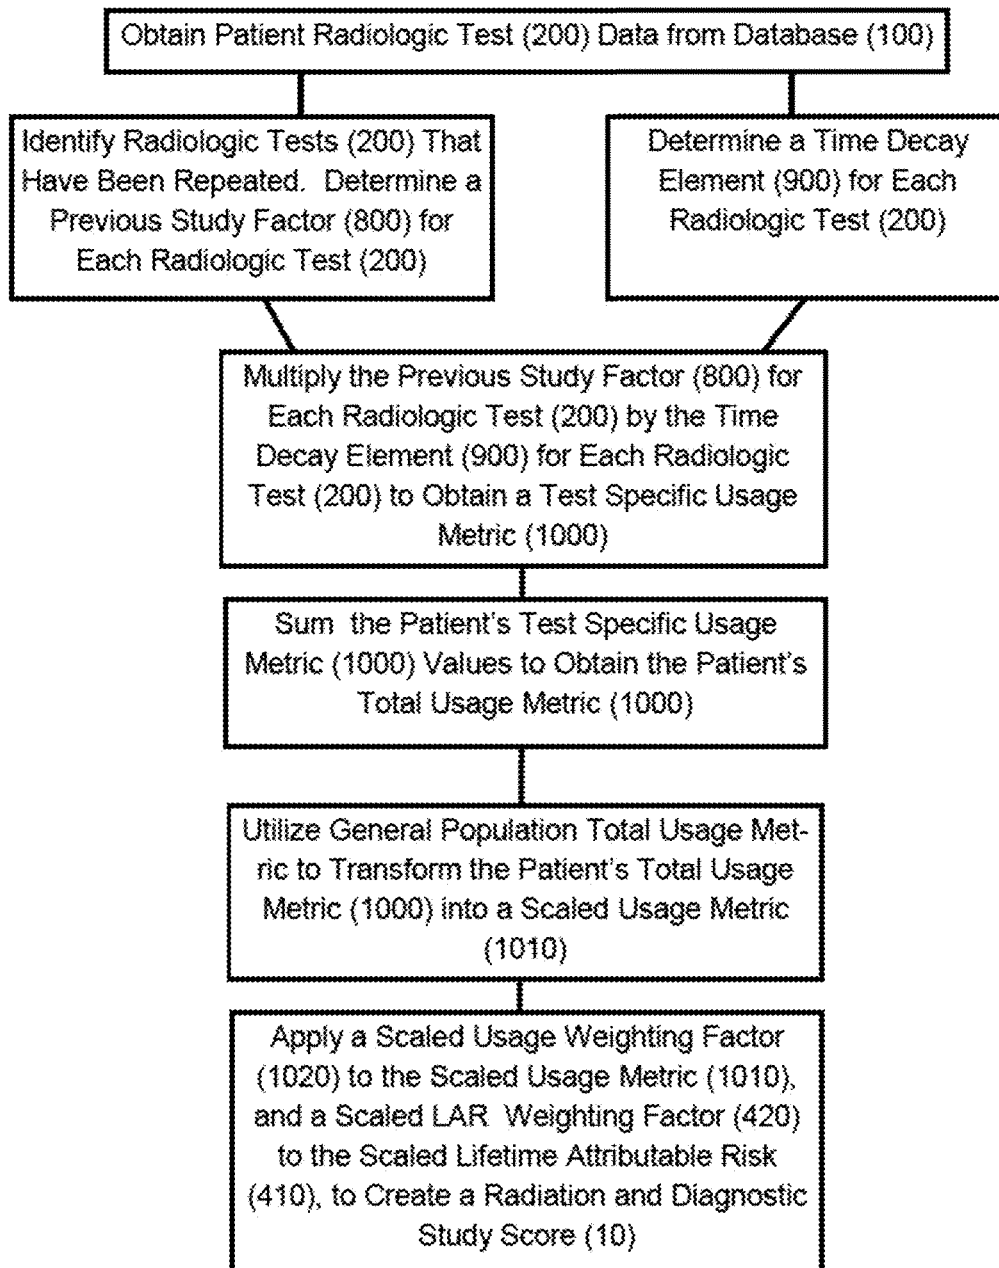 Obtain Patient Radiologic Test (200) Data from Database (100)
Identify Radiologic Tests (200) That
Have Been Repeated. Determine a
Previous Study Factor (800) for
Each Radiologic Test (200)
Determine a Time Decay
Element (900) for Each
Radiologic Test (200)
Multiply the Previous Study Factor (800) for
Each Radiologic Test (200) by the Time
Decay Element (900) for Each Radiologic
Test (200) to Obtain a Test Specific Usage
Metric (1000)
Sum the Patient's Test Specific Usage
Metric (1000) Values to Obtain the Patient's
Total Usage Metric (1000)
Utilize General Population Total Usage Met-
ric to Transform the Patient's Total Usage
Metric (1000) into a Scaled Usage Metric
(1010)
Apply a Scaled Usage Weighting Factor
(1020) to the Scaled Usage Metric (1010),
and a Scaled LAR Weighting Factor (420)
to the Scaled Lifetime Attributable Risk
(410), to Create a Radiation and Diagnostic
Study Score (10)